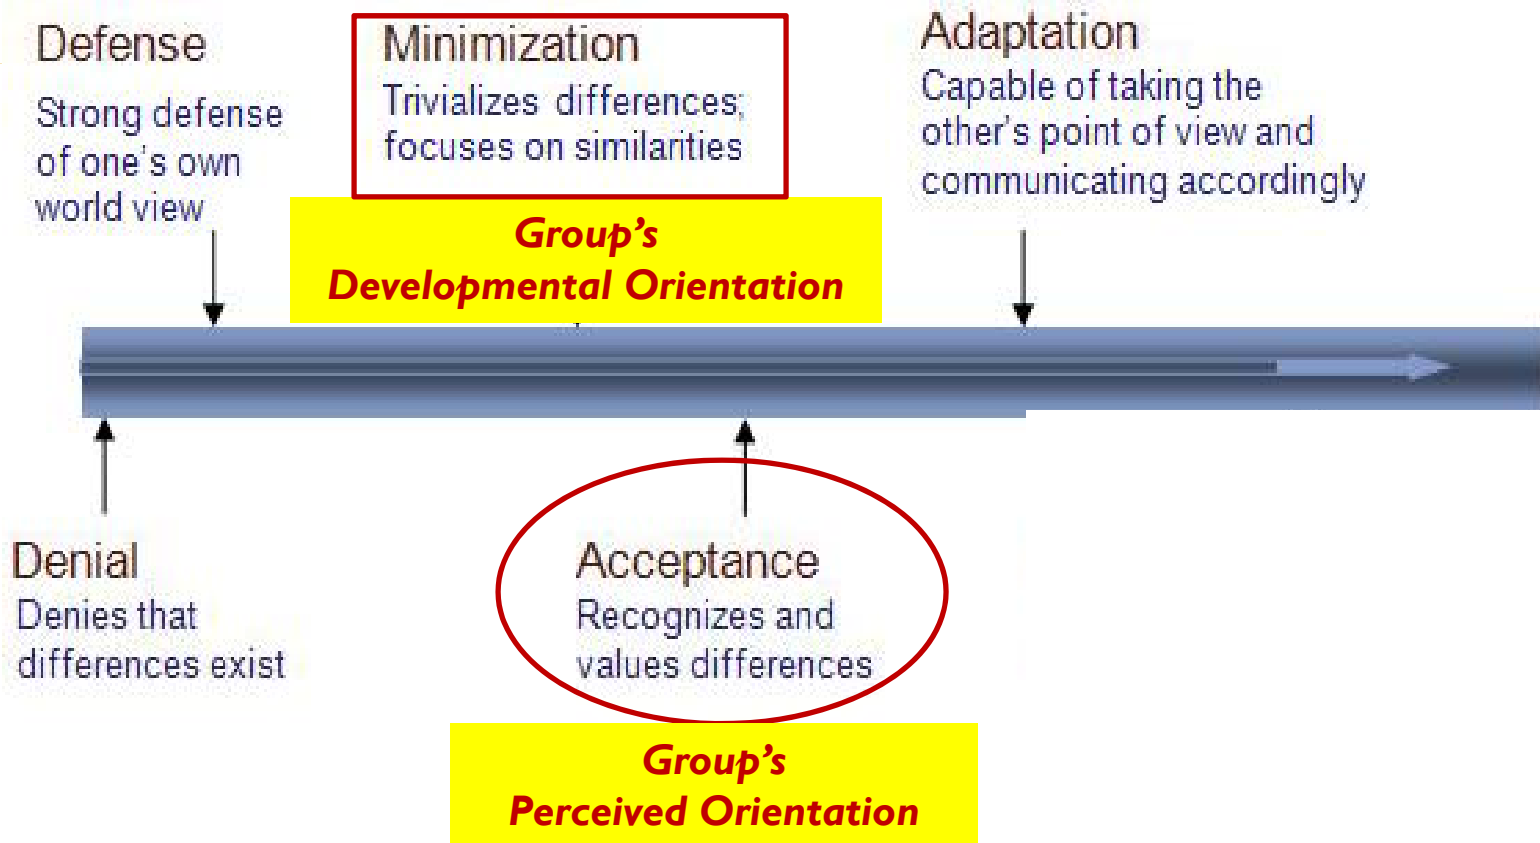 Defense
Strong defense
of one's own
world view
Minimization
Trivializes differences;
focuses on similarities
Group's
Developmental Orientation
Adaptation
Capable of taking the
other's point of view and
communicating accordingly
Denial
Denies that
differences exist
Acceptance
Recognizes and
values differences
Group's
Perceived Orientation